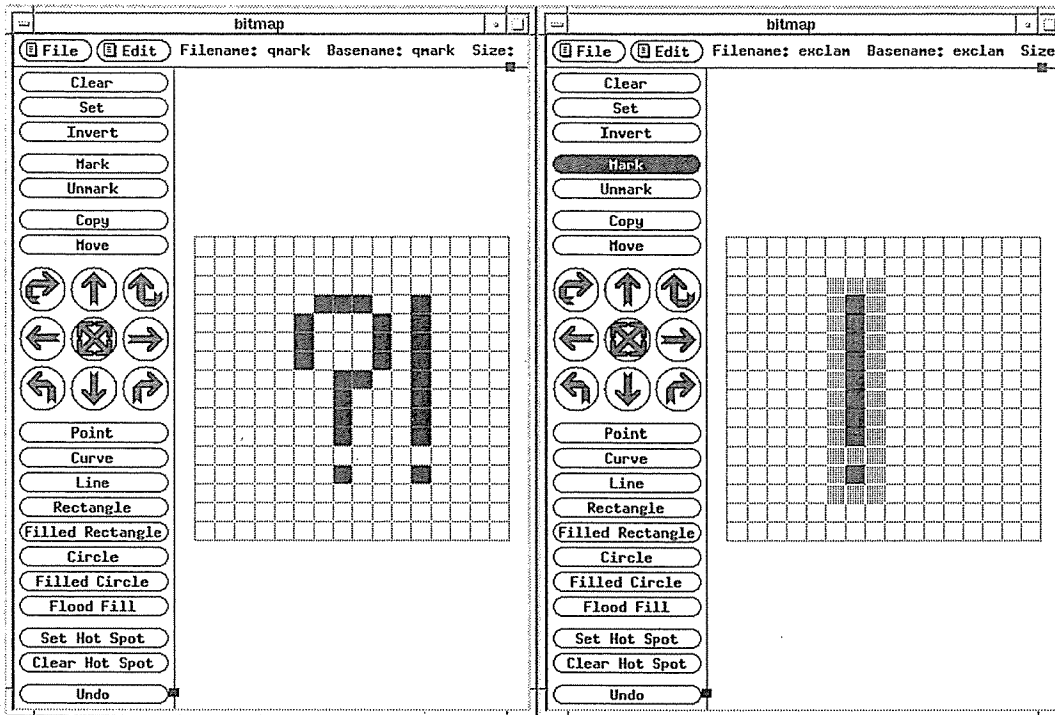 bitmap
File Edit Filename: qmark Basename: qmark Size:
Clear
Set
Invert
Mark
Unmark
Copy
Move
Point
Curve
Line
Rectangle
Filled Rectangle
Circle
Filled Circle
Flood Fill
Set Hot Spot
Clear Hot Spot
Undo
?!
bitmap
File Edit Filename: exclam Basename: exclam Size
Clear
Set
Invert
Mark
Unmark
Copy
Move
Point
Curve
Line
Rectangle
Filled Rectangle
Circle
Filled Circle
Flood Fill
Set Hot Spot
Clear Hot Spot
Undo
!